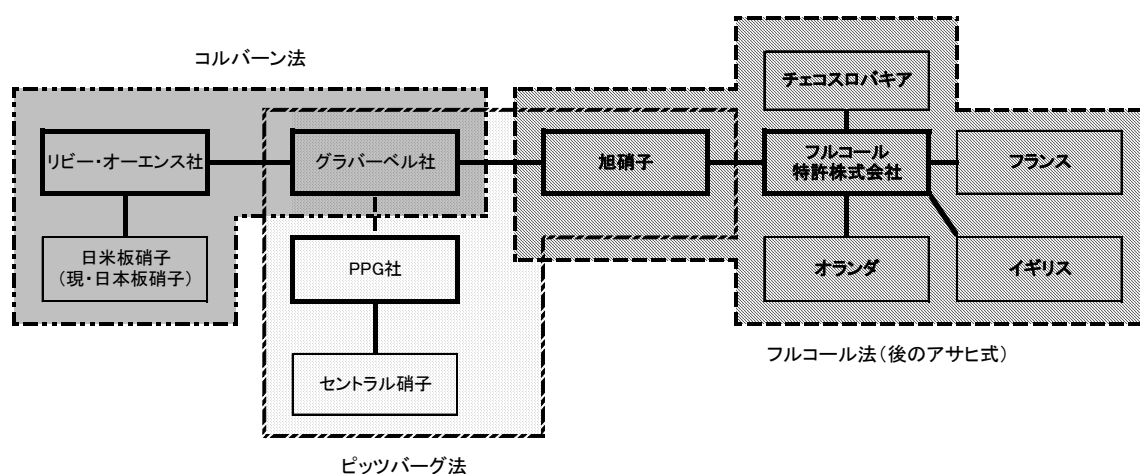 コルバーン法
チェコスロバキア
リビー・オーエンス社
グラバーベル社
旭硝子
フルコール
特許株式会社
フランス
日米板硝子
（現・日本板硝子）
PPG社
オランダ
イギリス
フルコール法（後のアサヒ式）
セントラル硝子
ピッツバーグ法